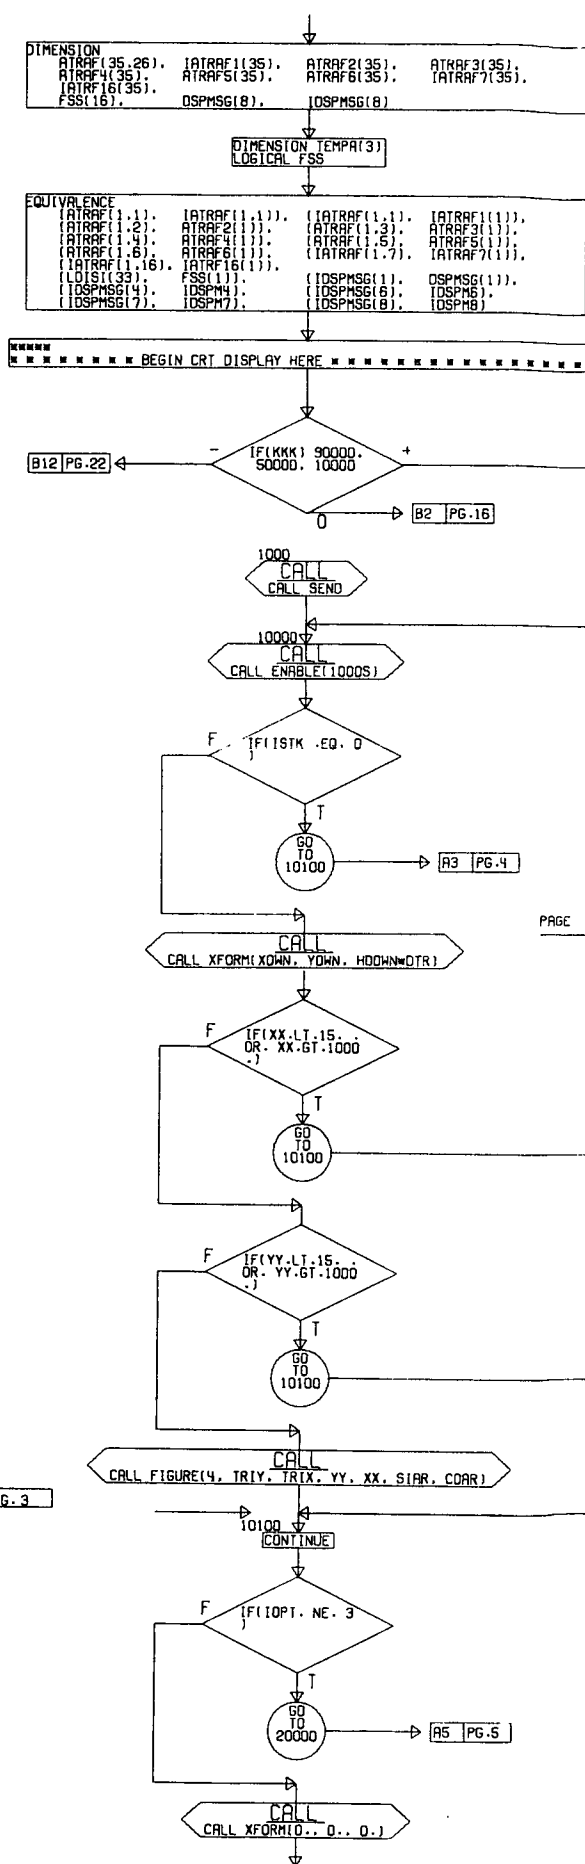 DIMENSION
ATRAF(35.26). IATRAF1(35). ATRAF2(35). ATRAF3(35).
ATRAF4(35). ATRAF5(35). ATRAF6(35). IATRAF7(35).
IATRF16(35).
FSS(16). DSPMSG(8). IDSPMSG(8)
DIMENSION TEMPA(3)
LOGICAL FSS
EQUIVALENCE
(ATRAF(1.1). IATRAF(1.1)). (IATRAF(1.1). IATRAF1(1)).
(ATRAF(1.2). ATRAF2(1)). (ATRAF(1.3). ATRAF3(1)).
(ATRAF(1.4). ATRAF4(1)). (ATRAF(1.5). ATRAF5(1)).
(ATRAF(1.6). ATRAF6(1)). (IATRAF(1.7). IATRAF7(1)).
(IATRAF(1.16). IATRF16(1)).
(LDISI(33). FSS(1)). (IDSPMSG(1). DSPMSG(1)).
(IDSPMSG(4). IDSPM4). (IDSPMSG(6). IDSPM6).
(IDSPMSG(7). IDSPM7). (IDSPMSG(8). IDSPM8)
*****
* * * * * * * * BEGIN CRT DISPLAY HERE * * * * * * * * * * * * * * * * *
IF(KKK) 90000.
50000. 10000
-
+
B12 PG.22
0
B2 PG.16
1000
CALL
CALL SEND
10000
CALL
CALL ENABLE(1000S)
F
IF(ISTK .EQ. 0
)
T
GO
TO
10100
A3 PG.4
PAGE
CALL
CALL XFORM(XOWN. YOWN. HDOWN*DTR)
F
IF(XX.LT.15. .
OR. XX.GT.1000
.)
T
GO
TO
10100
F
IF(YY.LT.15. .
OR. YY.GT.1000
.)
T
GO
TO
10100
CALL
CALL FIGURE(4. TRIY. TRIX. YY. XX. SIAR. COAR)
G.3
10100
CONTINUE
F
IF(IOPT. NE. 3
)
T
GO
TO
20000
A5 PG.5
CALL
CALL XFORM(0.. 0.. 0.)